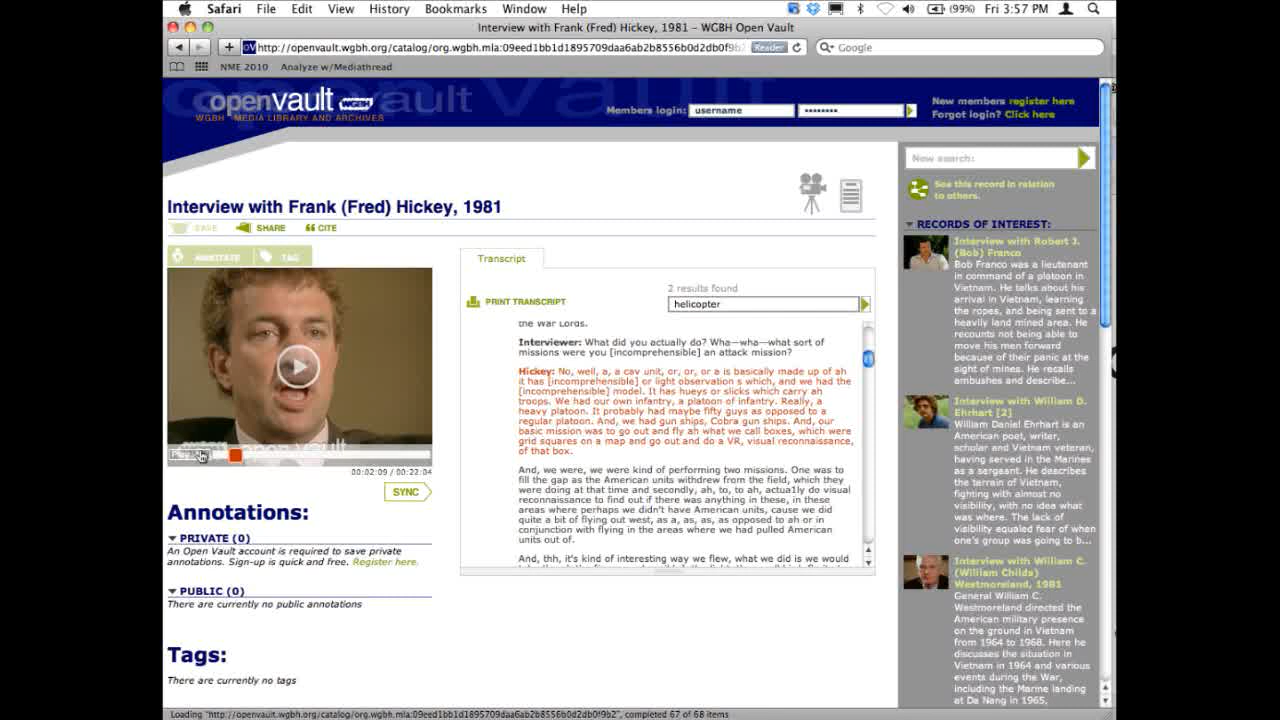 Safari File Edit View History Bookmarks Window Help (99%) Fri 3:57 PM
Interview with Frank (Fred) Hickey, 1981 – WGBH Open Vault
http://openvault.wgbh.org/catalog/org.wgbh.mla:09eed1bb1d1895709daa6ab2b8556b0d2db0f9b2 Reader Google
NME 2010 Analyze w/Mediathread
openvault WGBH
WGBH MEDIA LIBRARY AND ARCHIVES
Members login: username ••••••••
New members register here
Forgot login? Click here
Interview with Frank (Fred) Hickey, 1981
SAVE SHARE CITE
ANNOTATE TAG
Play
00:02:09 / 00:22:04
SYNC
Annotations:
PRIVATE (0)
An Open Vault account is required to save private
annotations. Sign-up is quick and free. Register here.
PUBLIC (0)
There are currently no public annotations
Tags:
There are currently no tags
Transcript
2 results found
PRINT TRANSCRIPT
helicopter
the War Lords.
Interviewer: What did you actually do? Wha—wha—what sort of
missions were you [incomprehensible] an attack mission?
Hickey: No, well, a, a cav unit, or, or, or a is basically made up of ah
it has [incomprehensible] or light observation s which, and we had the
[incomprehensible] model. It has hueys or slicks which carry ah
troops. We had our own infantry, a platoon of infantry. Really, a
heavy platoon. It probably had maybe fifty guys as opposed to a
regular platoon. And, we had gun ships, Cobra gun ships. And, our
basic mission was to go out and fly ah what we call boxes, which were
grid squares on a map and go out and do a VR, visual reconnaissance,
of that box.
And, we were, we were kind of performing two missions. One was to
fill the gap as the American units withdrew from the field, which they
were doing at that time and secondly, ah, to, to ah, actua1ly do visual
reconnaissance to find out if there was anything in these, in these
areas where perhaps we didn't have American units, cause we did
quite a bit of flying out west, as a, as, as, as opposed to ah or in
conjunction with flying in the areas where we had pulled American
units out of.
And, thh, it's kind of interesting way we flew, what we did is we would
New search:
See this record in relation
to others.
RECORDS OF INTEREST:
Interview with Robert J.
(Bob) Franco
Bob Franco was a lieutenant
in command of a platoon in
Vietnam. He talks about his
arrival in Vietnam, learning
the ropes, and being sent to a
heavily land mined area. He
recounts not being able to
move his men forward
because of their panic at the
sight of mines. He recalls
ambushes and describe...
Interview with William D.
Ehrhart [2]
William Daniel Ehrhart is an
American poet, writer,
scholar and Vietnam veteran,
having served in the Marines
as a sergeant. He describes
the terrain of Vietnam,
fighting with almost no
visibility, with no idea what
was where. The lack of
visibility equaled fear of when
one's group was going to b...
Interview with William C.
(William Childs)
Westmoreland, 1981
General William C.
Westmoreland directed the
American military presence
on the ground in Vietnam
from 1964 to 1968. Here he
discusses the situation in
Vietnam in 1964 and various
events during the War,
including the Marine landing
at Da Nang in 1965,
Loading "http://openvault.wgbh.org/catalog/org.wgbh.mla:09eed1bb1d1895709daa6ab2b8556b0d2db0f9b2", completed 67 of 68 items